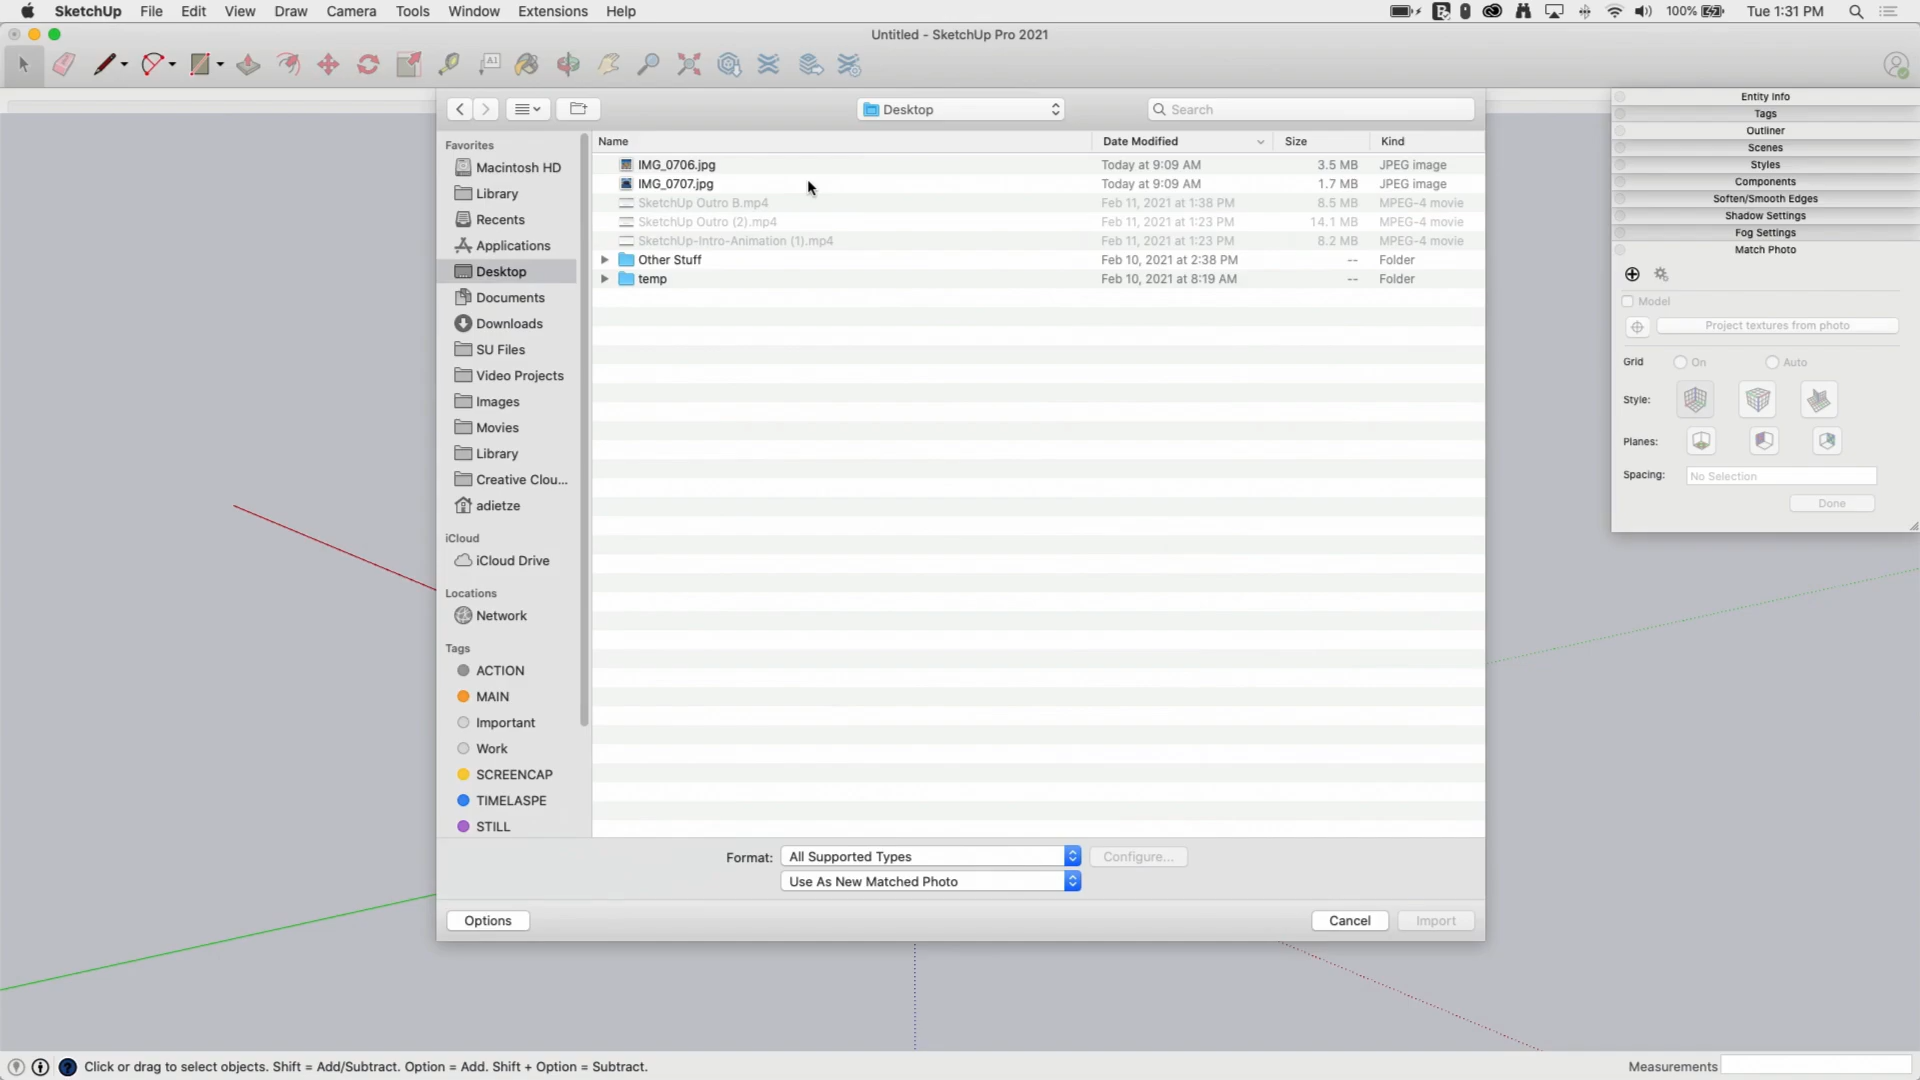 SketchUp File Edit View Draw Camera Tools Window Extensions Help 100% Tue 1:31 PM
Untitled - SketchUp Pro 2021
A1
Desktop Search
Name Date Modified Size Kind
IMG_0706.jpg Today at 9:09 AM 3.5 MB JPEG image
IMG_0707.jpg Today at 9:09 AM 1.7 MB JPEG image
SketchUp Outro B.mp4 Feb 11, 2021 at 1:38 PM 8.5 MB MPEG-4 movie
SketchUp Outro (2).mp4 Feb 11, 2021 at 1:23 PM 14.1 MB MPEG-4 movie
SketchUp-Intro-Animation (1).mp4 Feb 11, 2021 at 1:23 PM 8.2 MB MPEG-4 movie
Other Stuff Feb 10, 2021 at 2:38 PM -- Folder
temp Feb 10, 2021 at 8:19 AM -- Folder
Favorites
Macintosh HD
Library
Recents
Applications
Desktop
Documents
Downloads
SU Files
Video Projects
Images
Movies
Library
Creative Clou...
adietze
iCloud
iCloud Drive
Locations
Network
Tags
ACTION
MAIN
Important
Work
SCREENCAP
TIMELASPE
STILL
Format: All Supported Types Configure...
Use As New Matched Photo
Options Cancel Import
Entity Info
Tags
Outliner
Scenes
Styles
Components
Soften/Smooth Edges
Shadow Settings
Fog Settings
Match Photo
Model
Project textures from photo
Grid On Auto
Style:
Planes:
Spacing: No Selection
Done
Click or drag to select objects. Shift = Add/Subtract. Option = Add. Shift + Option = Subtract. Measurements